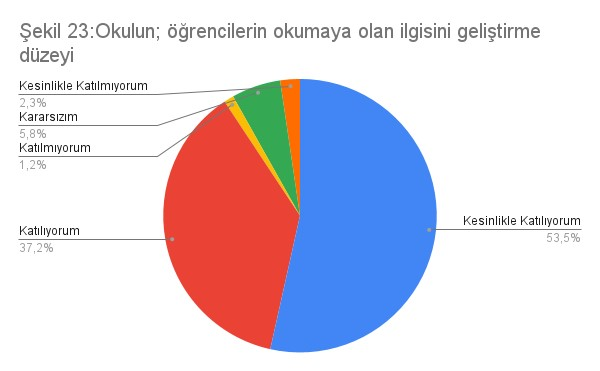 Şekil 23:Okulun; öğrencilerin okumaya olan ilgisini geliştirme
düzeyi
Kesinlikle Katılmıyorum
2,3%
Kararsızım
5,8%
Katılmıyorum
1,2%
Katılıyorum
37,2%
Kesinlikle Katılıyorum
53,5%